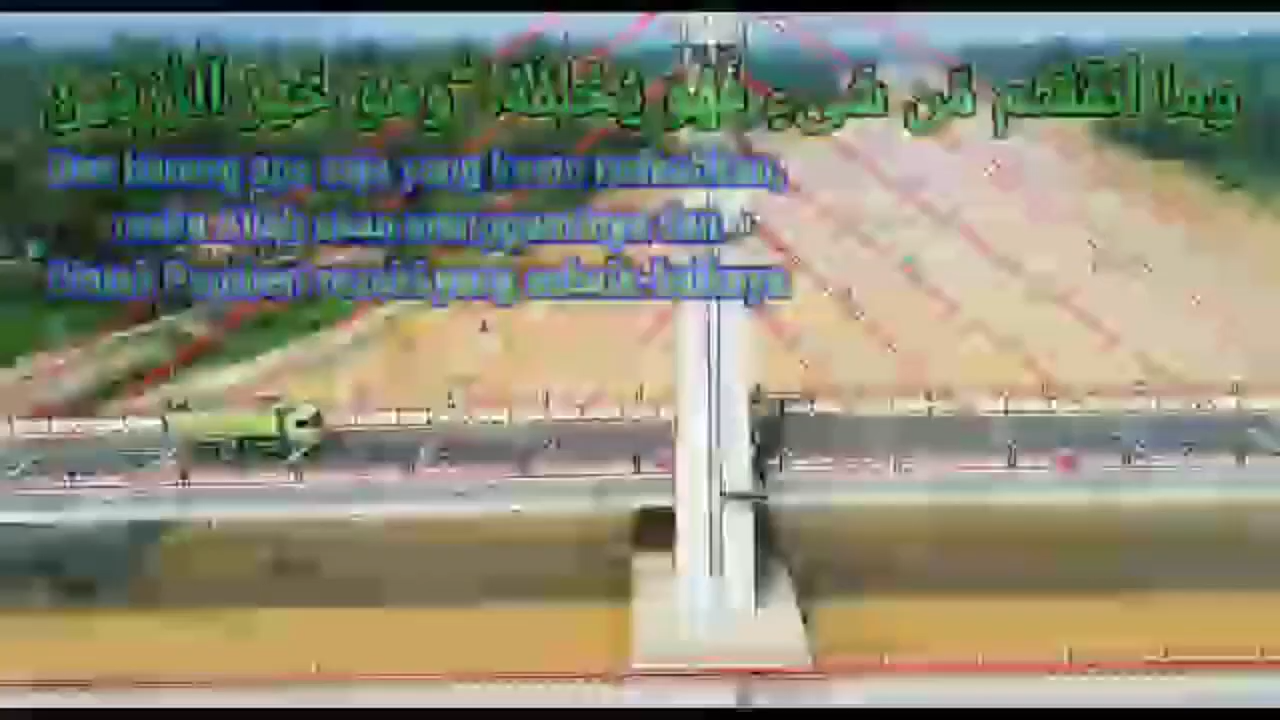 وما أنفقتم من شيء فهو يخلفه وهو خير الرازقين
Dan barang apa saja yang kamu nafkahkan,
maka Allah akan menggantinya dan
Dialah Pemberi rezeki yang sebaik-baiknya